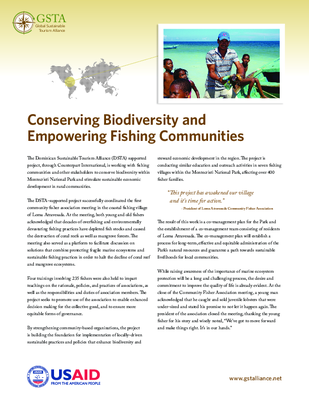 GSTA
Global Sustainable
Tourism Alliance
Conserving Biodiversity and
Empowering Fishing Communities
The Dominican Sustainable Tourism Alliance (DSTA) supported
project, through Counterpart International, is working with fishing
communities and other stakeholders to conserve biodiversity within
Montecristi National Park and stimulate sustainable economic
development in rural communities.
The DSTA-supported project successfully coordinated the first
community fisher association meeting in the coastal fishing village
of Loma Atravesada. At the meeting, both young and old fishers
acknowledged that decades of overfishing and environmentally
devastating fishing practices have depleted fish stocks and caused
the destruction of coral reefs as well as mangrove forests. The
meeting also served as a platform to facilitate discussion on
solutions that combine protecting fragile marine ecosystems and
sustainable fishing practices in order to halt the decline of coral reef
and mangrove ecosystems.
Four trainings involving 235 fishers were also held to impart
teachings on the rationale, policies, and practices of associations, as
well as the responsibilities and duties of association members. The
project seeks to promote use of the association to enable enhanced
decision-making for the collective good, and to ensure more
equitable forms of governance.
By strengthening community-based organizations, the project
is building the foundation for implementation of locally-driven
sustainable practices and policies that enhance biodiversity and
steward economic development in the region. The project is
conducting similar education and outreach activities in seven fishing
villages within the Montecristi National Park, affecting over 400
fisher families.
"This project has awakened our village
and it's time for action."
President of Loma Atravesada Community Fisher Association
The result of this work is a co-management plan for the Park and
the establishment of a co-management team consisting of residents
of Loma Atravesada. The co-management plan will establish a
process for long-term, effective and equitable administration of the
Park's natural resources and guarantee a path towards sustainable
livelihoods for local communities.
While raising awareness of the importance of marine ecosystem
protection will be a long and challenging process, the desire and
commitment to improve the quality of life is already evident. At the
close of the Community Fisher Association meeting, a young man
acknowledged that he caught and sold juvenile lobsters that were
under-sized and stated his promise to not let it happen again. The
president of the association closed the meeting, thanking the young
fisher for his story and wisely noted, "We've got to move forward
and make things right. It's in our hands."
USAID
FROM THE AMERICAN PEOPLE
www.gstalliance.net